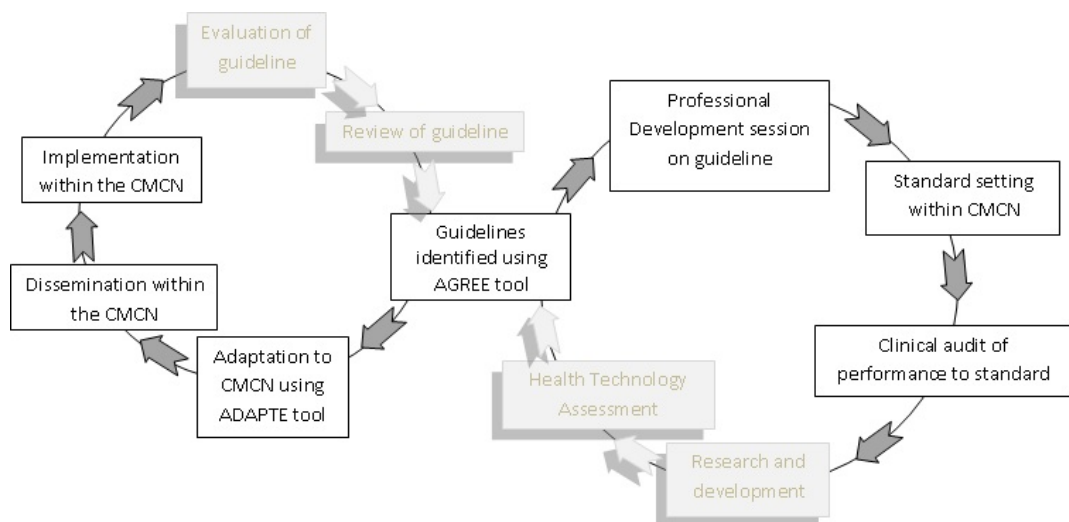 Evaluation of
guideline
Review of guideline
Implementation
within the CMCN
Dissemination within
the CMCN
Adaptation to
CMCN using
ADAPTE tool
Guidelines
identified using
AGREE tool
Professional
Development session
on guideline
Standard setting
within CMCN
Clinical audit of
performance to standard
Research and
development
Health Technology
Assessment